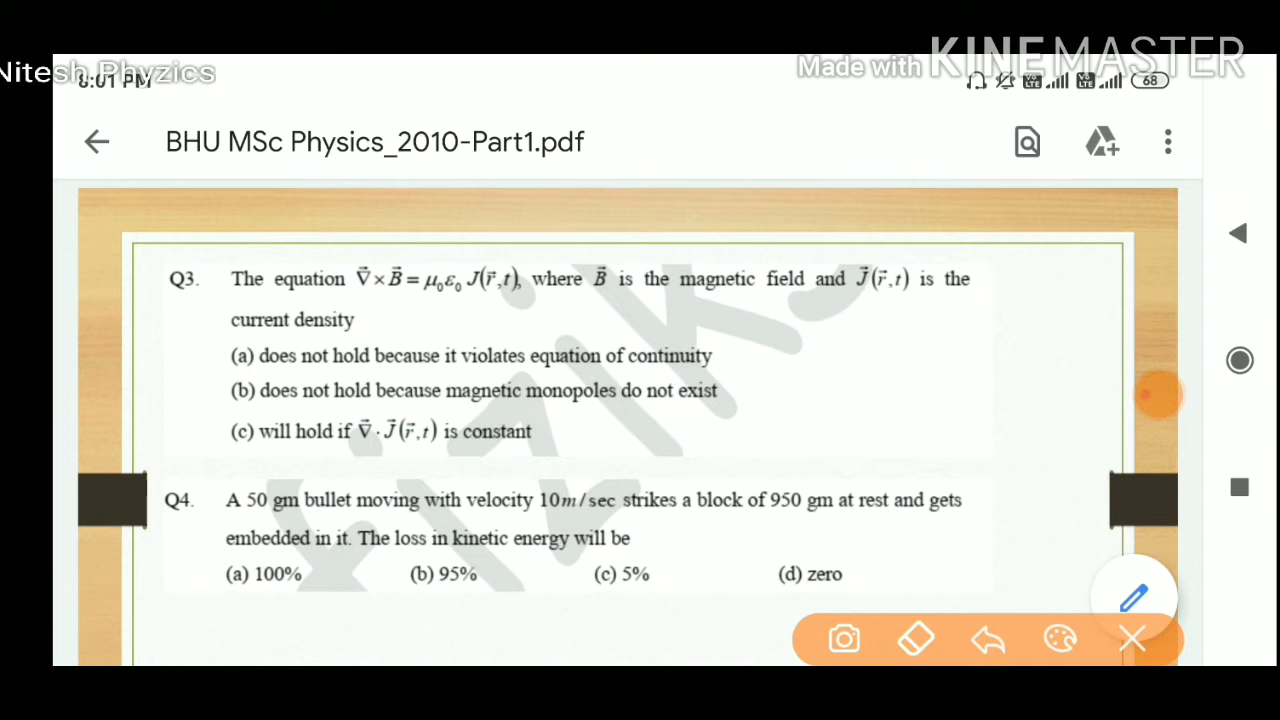 Made with KINEMASTER
Nitesh Phyzics
8:01 PM
VoLTE VoLTE 68
BHU MSc Physics_2010-Part1.pdf
Q3. The equation ∇⃗×B⃗=μ₀ε₀ J(r⃗,t), where B⃗ is the magnetic field and J⃗(r⃗,t) is the
current density
(a) does not hold because it violates equation of continuity
(b) does not hold because magnetic monopoles do not exist
(c) will hold if ∇⃗·J⃗(r⃗,t) is constant
Q4. A 50 gm bullet moving with velocity 10m/sec strikes a block of 950 gm at rest and gets
embedded in it. The loss in kinetic energy will be
(a) 100% (b) 95% (c) 5% (d) zero